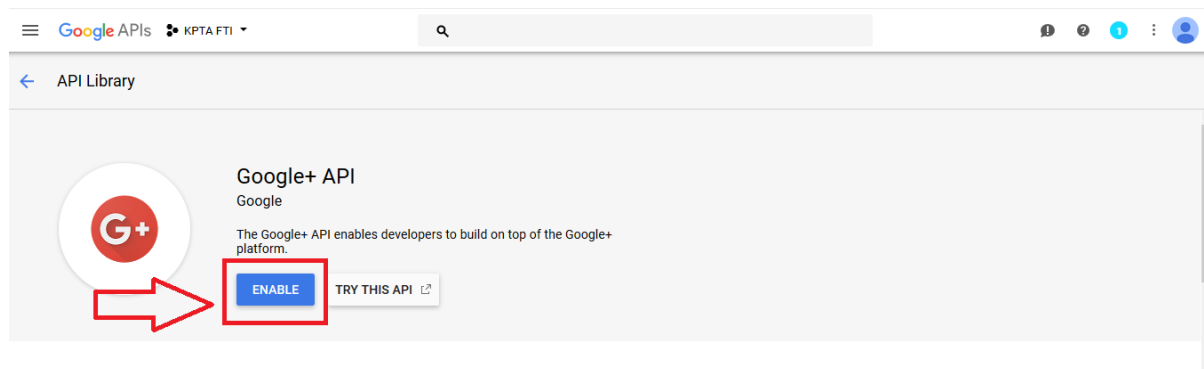 Google APIs KPTA FTI
1
API Library
G+
Google+ API
Google
The Google+ API enables developers to build on top of the Google+
platform.
ENABLE TRY THIS API